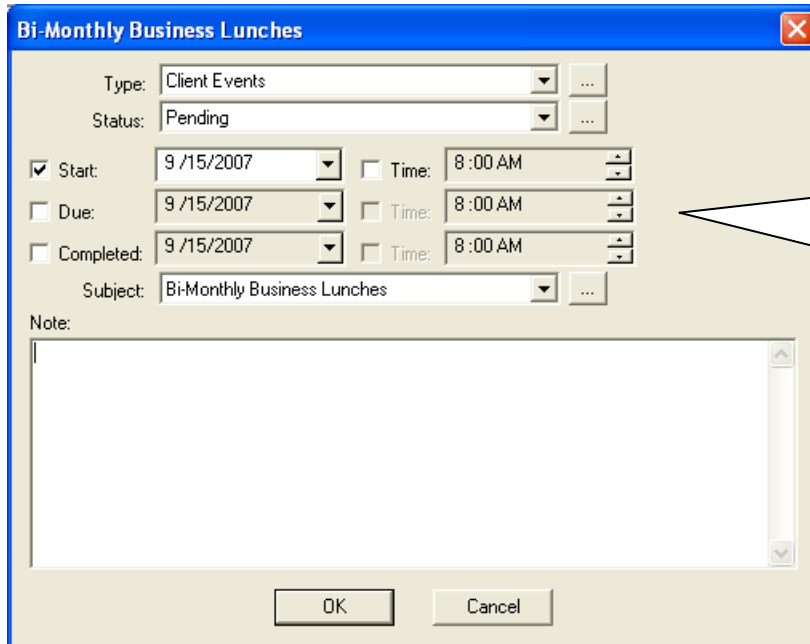 Bi-Monthly Business Lunches
Type: Client Events ...
Status: Pending ...
Start: 9 /15/2007 Time: 8 :00 AM
Due: 9 /15/2007 Time: 8 :00 AM
Completed: 9 /15/2007 Time: 8 :00 AM
Subject: Bi-Monthly Business Lunches ...
Note:
OK Cancel